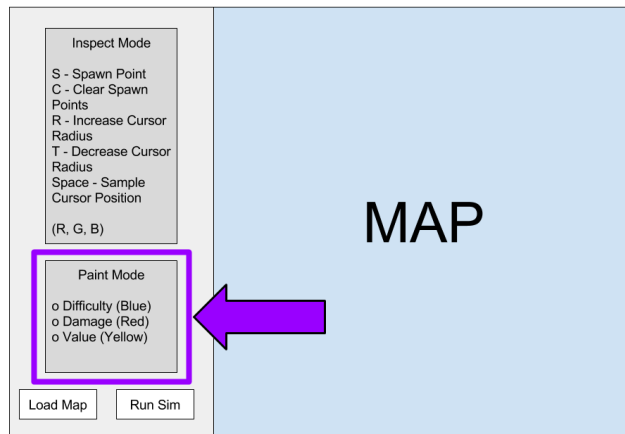 Inspect Mode
S - Spawn Point
C - Clear Spawn
Points
R - Increase Cursor
Radius
T - Decrease Cursor
Radius
Space - Sample
Cursor Position
(R, G, B)
Paint Mode
o Difficulty (Blue)
o Damage (Red)
o Value (Yellow)
Load Map
Run Sim
MAP